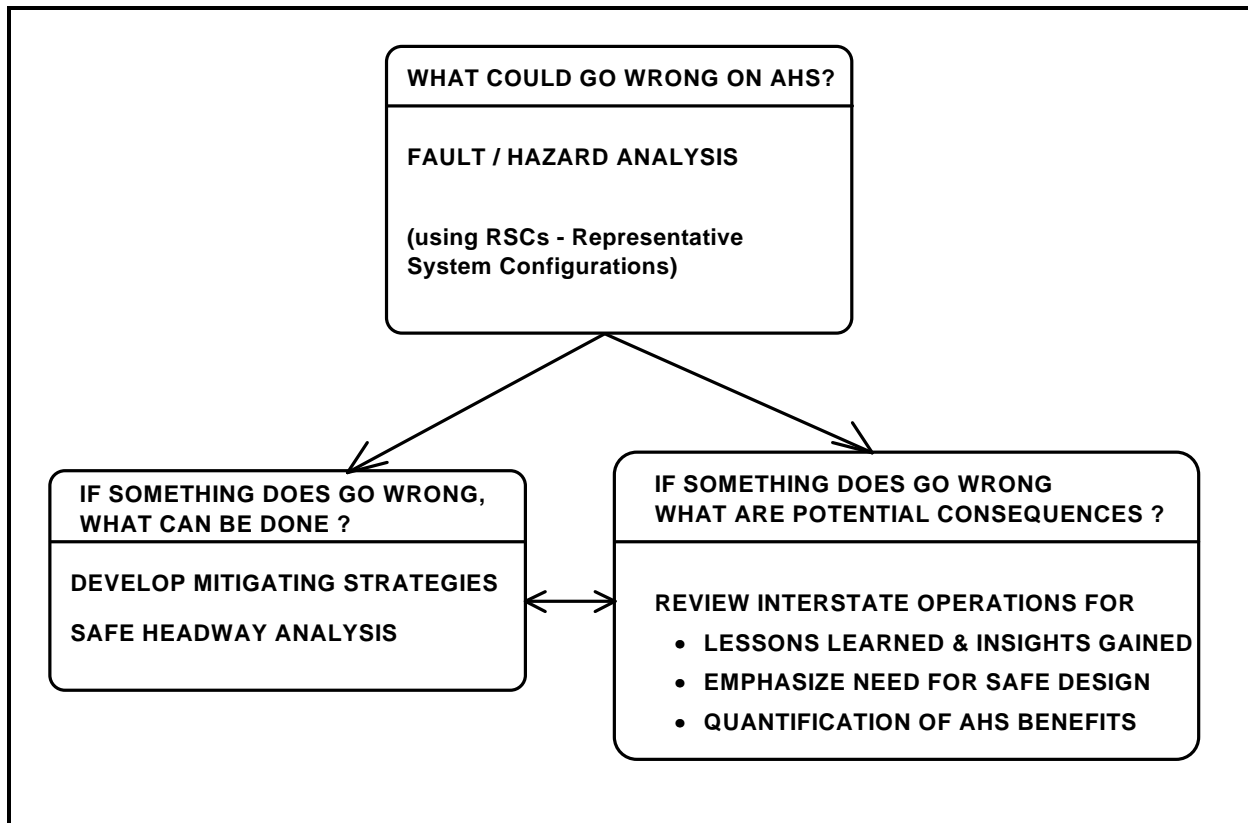 WHAT COULD GO WRONG ON AHS?
FAULT / HAZARD ANALYSIS
(using RSCs - Representative
System Configurations)
IF SOMETHING DOES GO WRONG,
WHAT CAN BE DONE ?
DEVELOP MITIGATING STRATEGIES
SAFE HEADWAY ANALYSIS
IF SOMETHING DOES GO WRONG
WHAT ARE POTENTIAL CONSEQUENCES ?
REVIEW INTERSTATE OPERATIONS FOR
• LESSONS LEARNED & INSIGHTS GAINED
• EMPHASIZE NEED FOR SAFE DESIGN
• QUANTIFICATION OF AHS BENEFITS